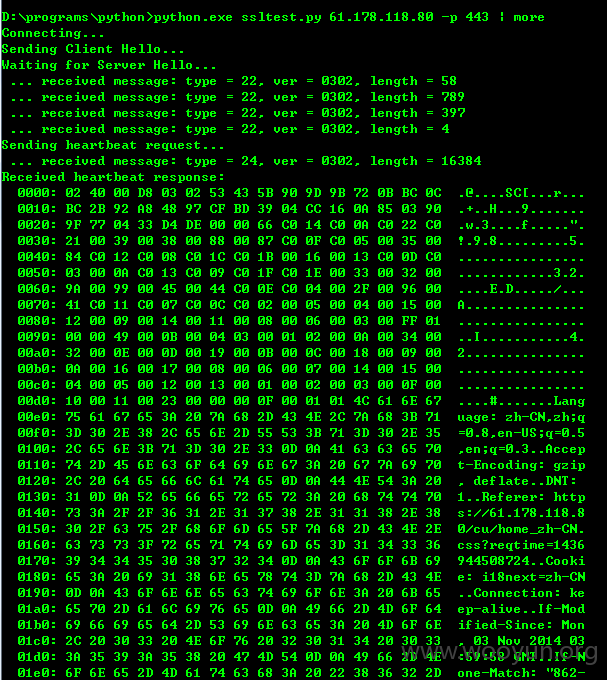 D:\programs\python>python.exe ssltest.py 61.178.118.80 -p 443 | more
Connecting...
Sending Client Hello...
Waiting for Server Hello...
 ... received message: type = 22, ver = 0302, length = 58
 ... received message: type = 22, ver = 0302, length = 789
 ... received message: type = 22, ver = 0302, length = 397
 ... received message: type = 22, ver = 0302, length = 4
Sending heartbeat request...
 ... received message: type = 24, ver = 0302, length = 16384
Received heartbeat response:
  0000: 02 40 00 D8 03 02 53 43 5B 90 9D 9B 72 0B BC 0C  .@....SC[...r...
  0010: BC 2B 92 A8 48 97 CF BD 39 04 CC 16 0A 85 03 90  .+..H...9.......
  0020: 9F 77 04 33 D4 DE 00 00 66 C0 14 C0 0A C0 22 C0  .w.3....f.....".
  0030: 21 00 39 00 38 00 88 00 87 C0 0F C0 05 00 35 00  !.9.8.........5.
  0040: 84 C0 12 C0 08 C0 1C C0 1B 00 16 00 13 C0 0D C0  ................
  0050: 03 00 0A C0 13 C0 09 C0 1F C0 1E 00 33 00 32 00  ............3.2.
  0060: 9A 00 99 00 45 00 44 C0 0E C0 04 00 2F 00 96 00  ....E.D...../...
  0070: 41 C0 11 C0 07 C0 0C C0 02 00 05 00 04 00 15 00  A...............
  0080: 12 00 09 00 14 00 11 00 08 00 06 00 03 00 FF 01  ................
  0090: 00 00 49 00 0B 00 04 03 00 01 02 00 0A 00 34 00  ..I...........4.
  00a0: 32 00 0E 00 0D 00 19 00 0B 00 0C 00 18 00 09 00  2...............
  00b0: 0A 00 16 00 17 00 08 00 06 00 07 00 14 00 15 00  ................
  00c0: 04 00 05 00 12 00 13 00 01 00 02 00 03 00 0F 00  ................
  00d0: 10 00 11 00 23 00 00 00 0F 00 01 01 4C 61 6E 67  ....#.......Lang
  00e0: 75 61 67 65 3A 20 7A 68 2D 43 4E 2C 7A 68 3B 71  uage: zh-CN,zh;q
  00f0: 3D 30 2E 38 2C 65 6E 2D 55 53 3B 71 3D 30 2E 35  =0.8,en-US;q=0.5
  0100: 2C 65 6E 3B 71 3D 30 2E 33 0D 0A 41 63 63 65 70  ,en;q=0.3..Accep
  0110: 74 2D 45 6E 63 6F 64 69 6E 67 3A 20 67 7A 69 70  t-Encoding: gzip
  0120: 2C 20 64 65 66 6C 61 74 65 0D 0A 44 4E 54 3A 20  , deflate..DNT: 
  0130: 31 0D 0A 52 65 66 65 72 65 72 3A 20 68 74 74 70  1..Referer: http
  0140: 73 3A 2F 2F 36 31 2E 31 37 38 2E 31 31 38 2E 38  s://61.178.118.8
  0150: 30 2F 63 75 2F 68 6F 6D 65 5F 7A 68 2D 43 4E 2E  0/cu/home_zh-CN.
  0160: 63 73 73 3F 72 65 71 74 69 6D 65 3D 31 34 33 36  css?reqtime=1436
  0170: 39 34 34 35 30 38 37 32 34 0D 0A 43 6F 6F 6B 69  944508724..Cooki
  0180: 65 3A 20 69 31 38 6E 65 78 74 3D 7A 68 2D 43 4E  e: i18next=zh-CN
  0190: 0D 0A 43 6F 6E 6E 65 63 74 69 6F 6E 3A 20 6B 65  ..Connection: ke
  01a0: 65 70 2D 61 6C 69 76 65 0D 0A 49 66 2D 4D 6F 64  ep-alive..If-Mod
  01b0: 69 66 69 65 64 2D 53 69 6E 63 65 3A 20 4D 6F 6E  ified-Since: Mon
  01c0: 2C 20 30 33 20 4E 6F 76 20 32 30 31 34 20 30 33  , 03 Nov 2014 03
  01d0: 3A 35 39 3A 35 38 20 47 4D 54 0D 0A 49 66 2D 4E  :59:58 GMT..If-N
  01e0: 6F 6E 65 2D 4D 61 74 63 68 3A 20 22 38 36 32 2D  one-Match: "862-
www.wooyun.org